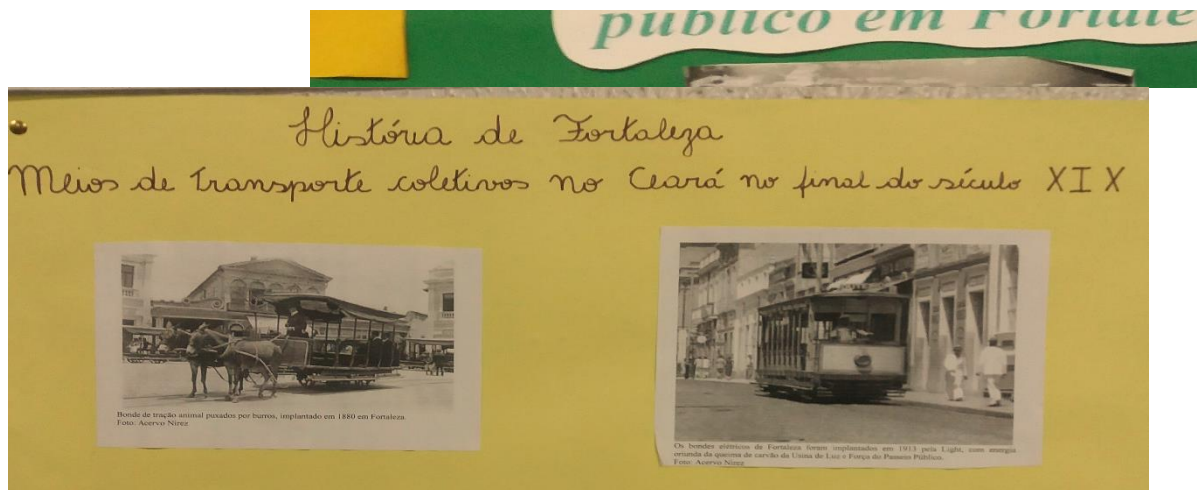 público em Fortale
História de Fortaleza
Meios de Transporte coletivos no Ceará no final do século XIX
Bonde de tração animal puxados por burros, implantado em 1880 em Fortaleza
Foto: Acervo Nirez
Os bondes elétricos de Fortaleza foram implantados em 1913 pela Light, com energia
oriunda da queima de carvão da Usina de Luz e Força do Passeio Público.
Foto: Acervo Nirez